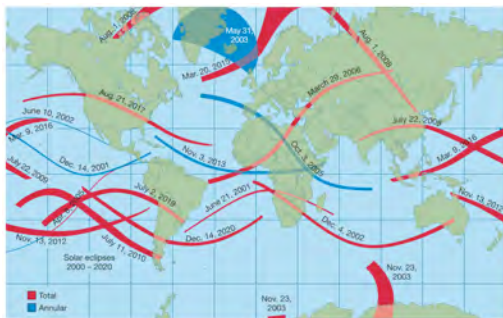 Aug. 1, 2008
May 31,
2003
Mar. 20, 2015
Aug. 1, 2008
March 29, 2006
Aug. 21, 2017
June 10, 2002
Mar. 9, 2016
July 22, 2009
Oct. 3, 2005
Dec. 14, 2001
Nov. 3, 2013
Mar. 9, 2016
July 22, 2009
July 2, 2019
June 21, 2001
Nov. 13, 2012
Nov. 13, 2012
Dec. 14, 2020
Dec. 4, 2002
July 11, 2010
Solar eclipses
2000 – 2020
Nov. 23,
2003
Total
Annular
Nov. 23,
2003